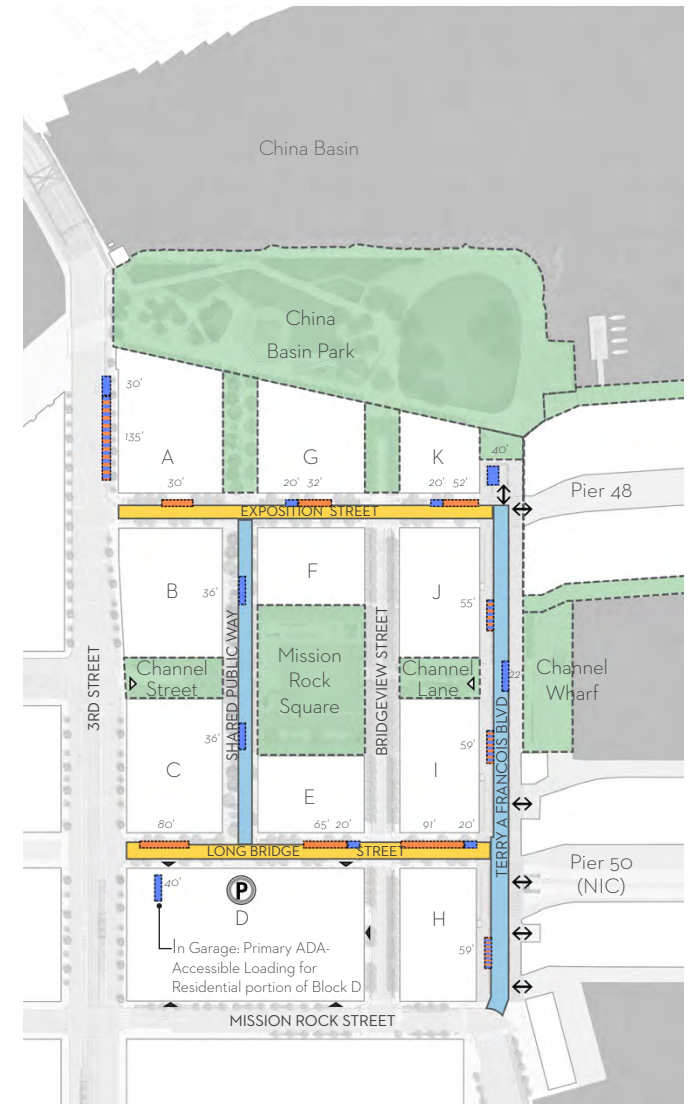 China Basin
China
Basin Park
30'
135'
A
G
K
40'
30'
20' 32'
20' 52'
Pier 48
EXPOSITION STREET
B
36'
F
J
55'
3RD STREET
SHARED PUBLIC WAY
BRIDGEVIEW STREET
TERRY A FRANCOIS BLVD
Channel
Street
Mission
Rock
Square
Channel
Lane
22'
Channel
Wharf
36'
59'
C
E
I
80'
65' 20'
91' 20'
LONG BRIDGE STREET
Pier 50
(NIC)
40'
P
D
H
59'
In Garage: Primary ADA-
Accessible Loading for
Residential portion of Block D
MISSION ROCK STREET